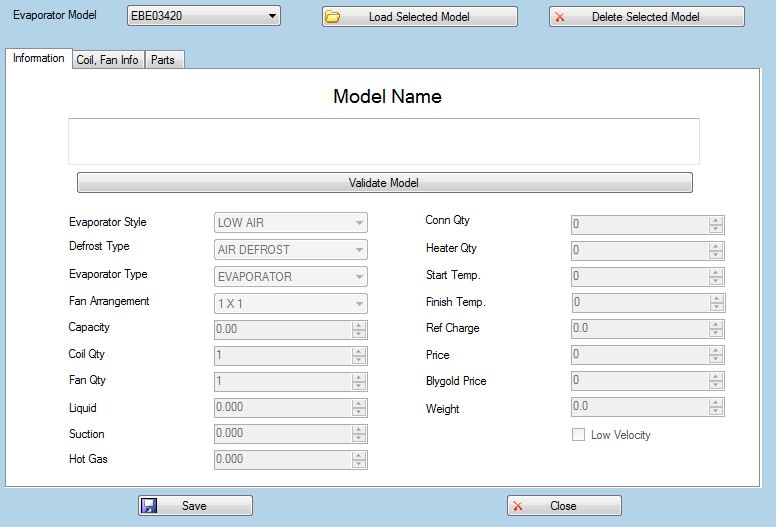 Evaporator Model EBE03420 Load Selected Model Delete Selected Model
Information Coil, Fan Info Parts
Model Name
Validate Model
Evaporator Style LOW AIR Conn Qty 0
Defrost Type AIR DEFROST Heater Qty 0
Evaporator Type EVAPORATOR Start Temp. 0
Fan Arrangement 1 X 1 Finish Temp. 0
Capacity 0.00 Ref Charge 0.0
Coil Qty 1 Price 0
Fan Qty 1 Blygold Price 0
Liquid 0.000 Weight 0.0
Suction 0.000 Low Velocity
Hot Gas 0.000
Save Close